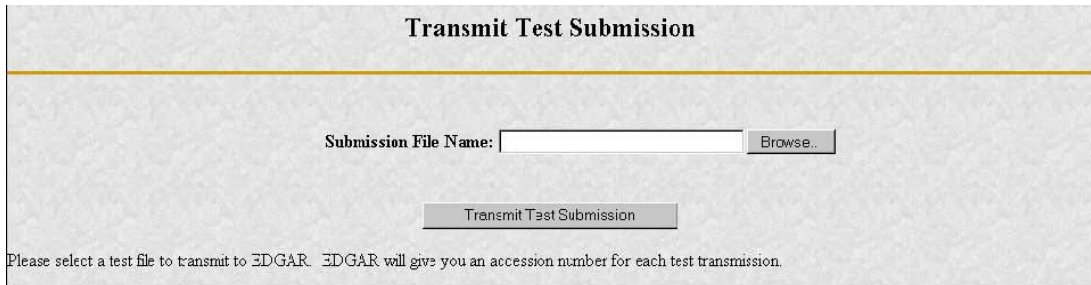 Transmit Test Submission
Submission File Name: Browse..
Transmit Test Submission
Please select a test file to transmit to EDGAR. EDGAR will give you an accession number for each test transmission.